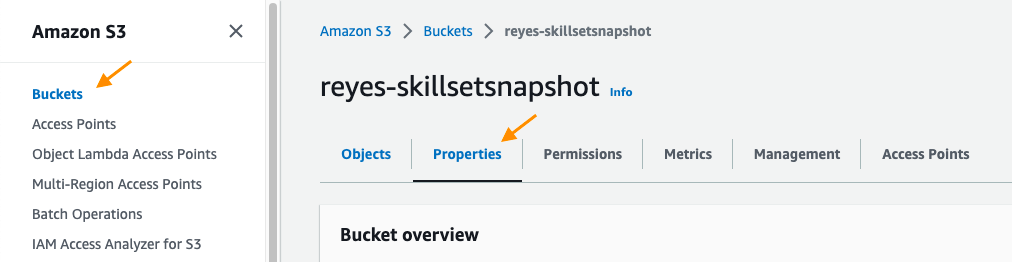 Amazon S3
Buckets
Access Points
Object Lambda Access Points
Multi-Region Access Points
Batch Operations
IAM Access Analyzer for S3
Amazon S3 > Buckets > reyes-skillsetsnapshot
reyes-skillsetsnapshot Info
Objects Properties Permissions Metrics Management Access Points
Bucket overview